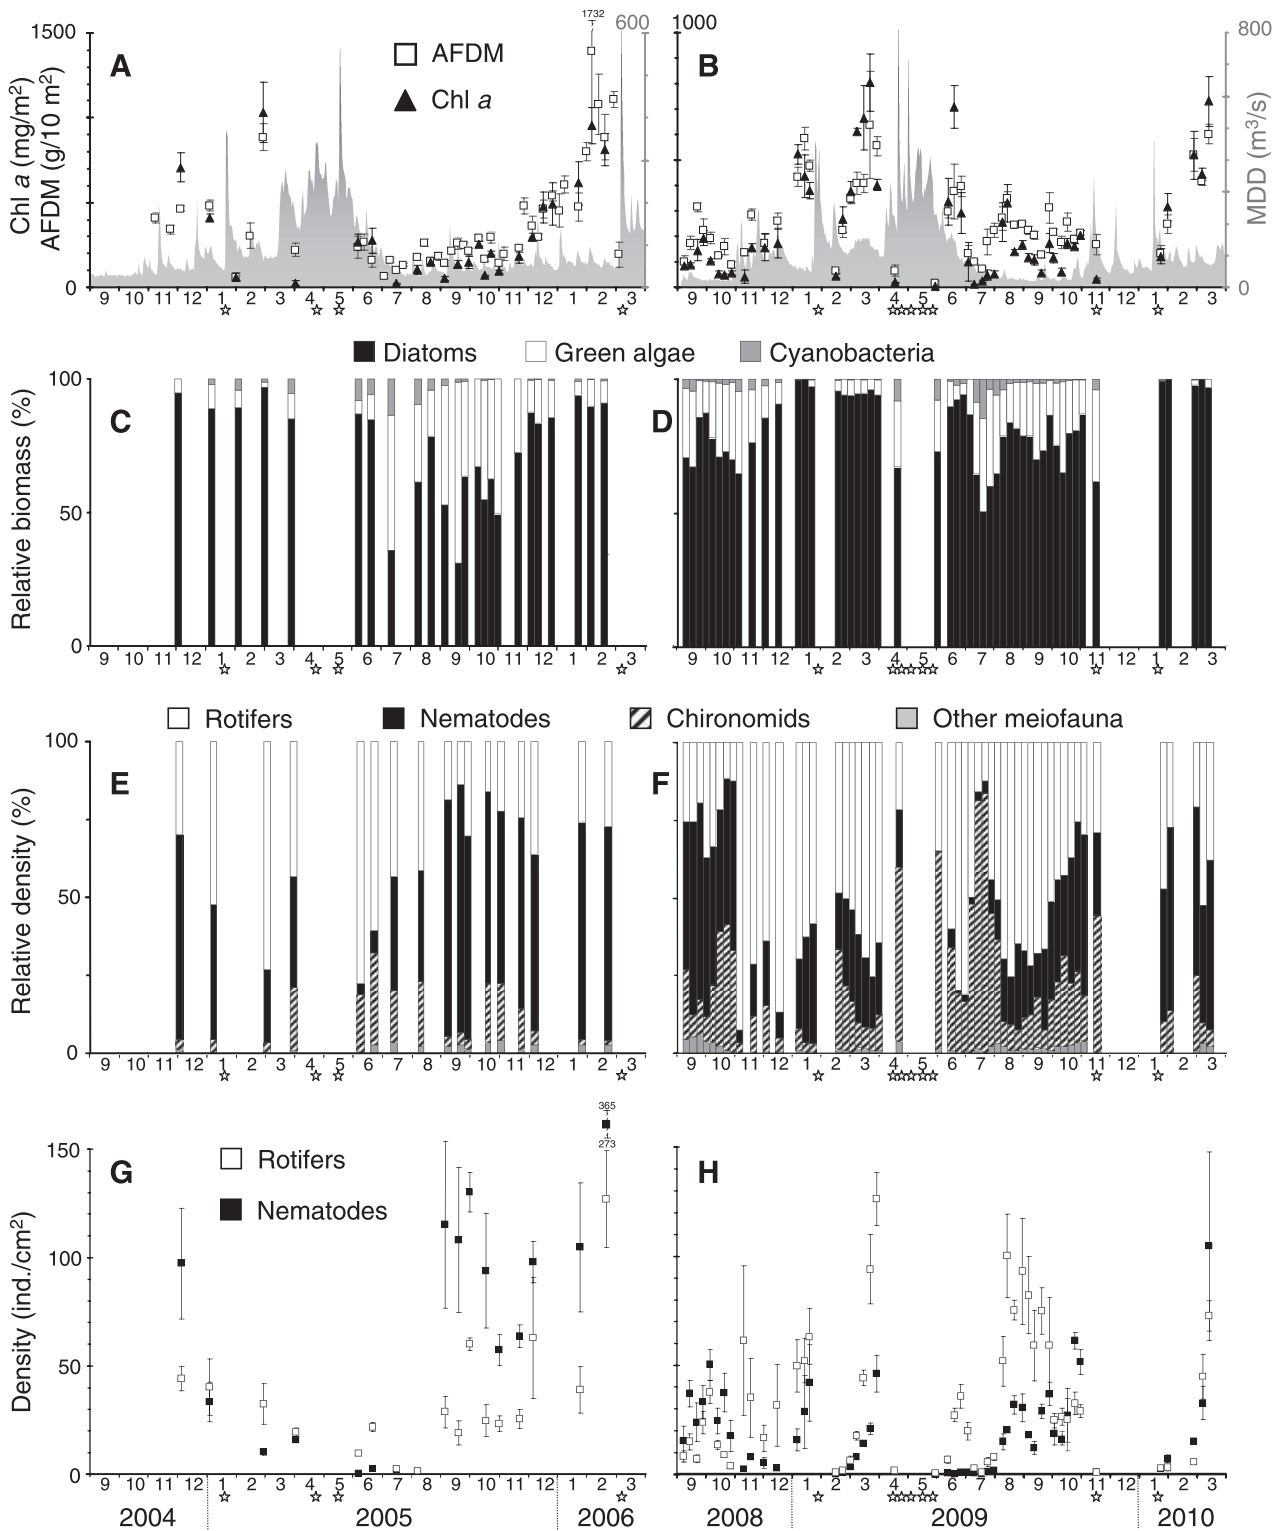 1732
1500
600
1000
800
A
AFDM
Chl a
B
Chl a (mg/m²)
AFDM (g/10 m²)
MDD (m³/s)
0
0
9 10 11 12 1 2 3 4 5 6 7 8 9 10 11 12 1 2 3
9 10 11 12 1 2 3 4 5 6 7 8 9 10 11 12 1 2 3
Diatoms Green algae Cyanobacteria
100
C
D
Relative biomass (%)
50
0
9 10 11 12 1 2 3 4 5 6 7 8 9 10 11 12 1 2 3
9 10 11 12 1 2 3 4 5 6 7 8 9 10 11 12 1 2 3
Rotifers Nematodes Chironomids Other meiofauna
100
E
F
Relative density (%)
50
0
9 10 11 12 1 2 3 4 5 6 7 8 9 10 11 12 1 2 3
9 10 11 12 1 2 3 4 5 6 7 8 9 10 11 12 1 2 3
365
273
150
G
Rotifers
Nematodes
H
Density (ind./cm²)
100
50
0
9 10 11 12 1 2 3 4 5 6 7 8 9 10 11 12 1 2 3
9 10 11 12 1 2 3 4 5 6 7 8 9 10 11 12 1 2 3
2004 2005 2006
2008 2009 2010